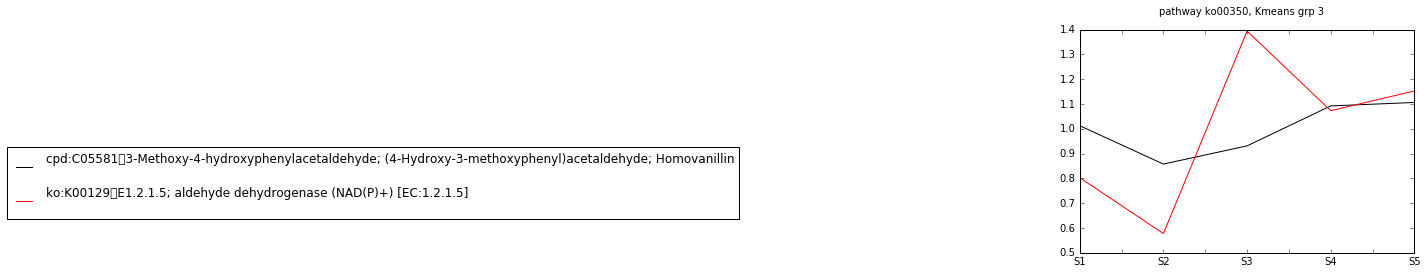 pathway ko00350, Kmeans grp 3
cpd:C05581▯3-Methoxy-4-hydroxyphenylacetaldehyde; (4-Hydroxy-3-methoxyphenyl)acetaldehyde; Homovanillin
ko:K00129▯E1.2.1.5; aldehyde dehydrogenase (NAD(P)+) [EC:1.2.1.5]
1.4
1.3
1.2
1.1
1.0
0.9
0.8
0.7
0.6
0.5
S1 S2 S3 S4 S5